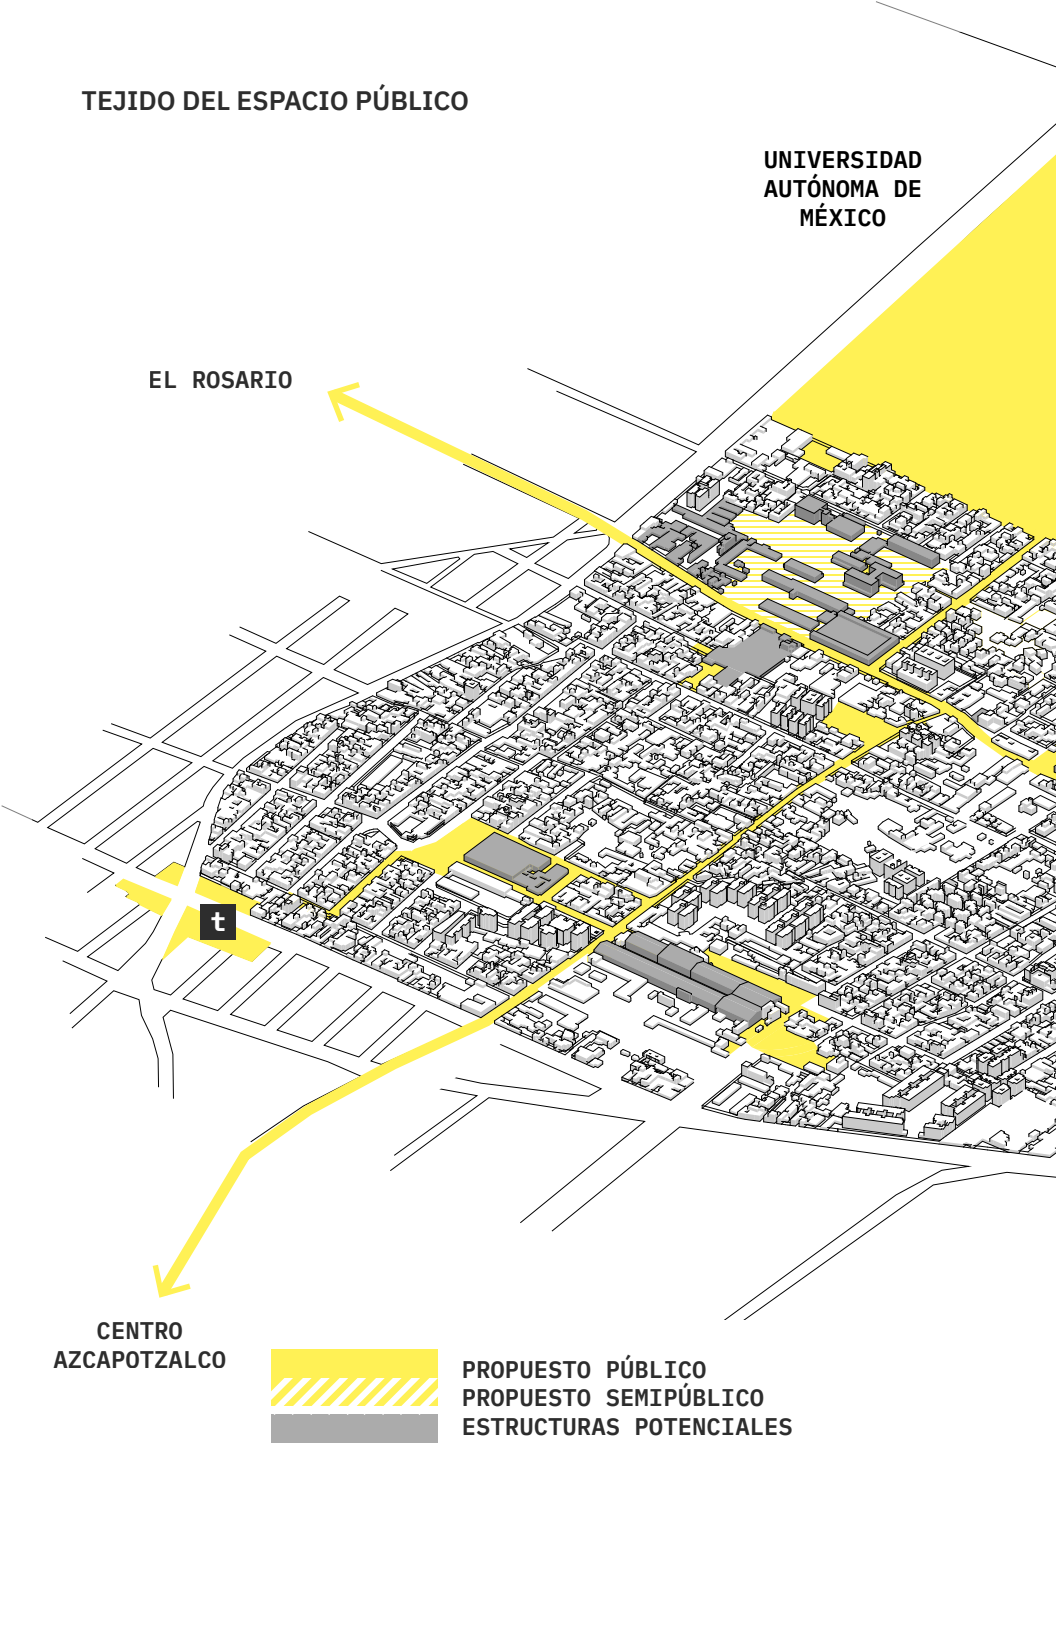 TEJIDO DEL ESPACIO PÚBLICO
UNIVERSIDAD
AUTÓNOMA DE
MÉXICO
EL ROSARIO
t
CENTRO
AZCAPOTZALCO
PROPUESTO PÚBLICO
PROPUESTO SEMIPÚBLICO
ESTRUCTURAS POTENCIALES